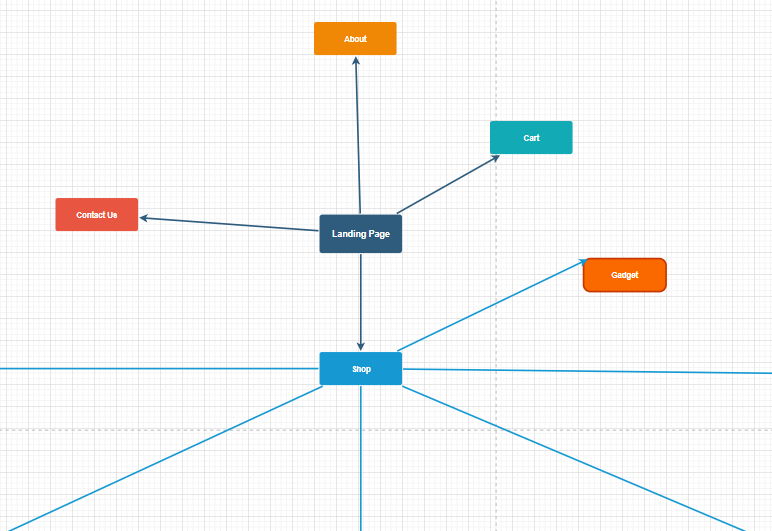 About
Cart
Contact Us
Landing Page
Gadget
Shop